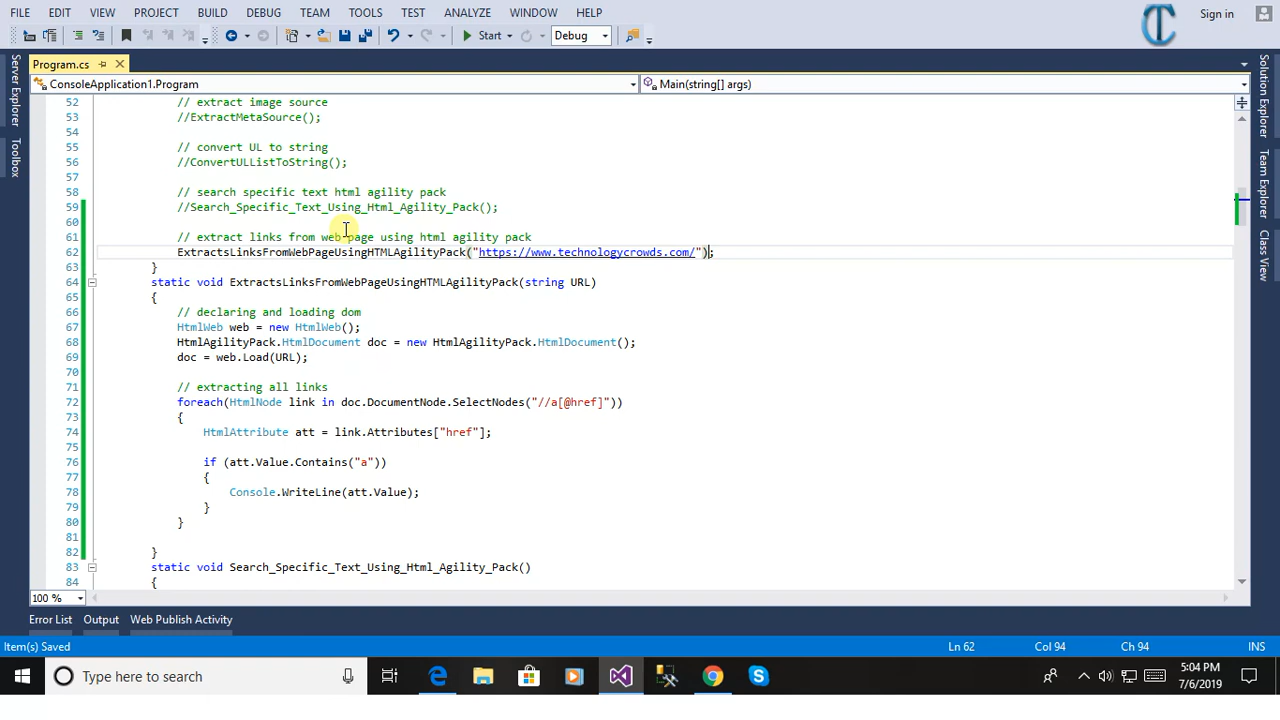 FILE EDIT VIEW PROJECT BUILD DEBUG TEAM TOOLS TEST ANALYZE WINDOW HELP Sign in
Start Debug
Program.cs
ConsoleApplication1.Program Main(string[] args)
52 // extract image source
53 //ExtractMetaSource();
54
55 // convert UL to string
56 //ConvertULListToString();
57
58 // search specific text html agility pack
59 //Search_Specific_Text_Using_Html_Agility_Pack();
60
61 // extract links from web page using html agility pack
62 ExtractsLinksFromWebPageUsingHTMLAgilityPack("https://www.technologycrowds.com/");
63 }
64 static void ExtractsLinksFromWebPageUsingHTMLAgilityPack(string URL)
65 {
66 // declaring and loading dom
67 HtmlWeb web = new HtmlWeb();
68 HtmlAgilityPack.HtmlDocument doc = new HtmlAgilityPack.HtmlDocument();
69 doc = web.Load(URL);
70
71 // extracting all links
72 foreach(HtmlNode link in doc.DocumentNode.SelectNodes("//a[@href]"))
73 {
74 HtmlAttribute att = link.Attributes["href"];
75
76 if (att.Value.Contains("a"))
77 {
78 Console.WriteLine(att.Value);
79 }
80 }
81
82 }
83 static void Search_Specific_Text_Using_Html_Agility_Pack()
84 {
100 %
Server Explorer
Toolbox
Solution Explorer
Team Explorer
Class View
Error List Output Web Publish Activity
Item(s) Saved Ln 62 Col 94 Ch 94 INS
Type here to search
5:04 PM
7/6/2019